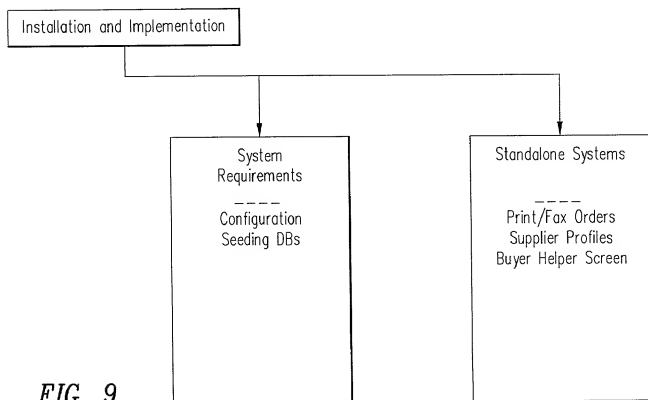 Installation and Implementation
System
Requirements
----
Configuration
Seeding DBs
Standalone Systems
----
Print/Fax Orders
Supplier Profiles
Buyer Helper Screen
FIG. 9